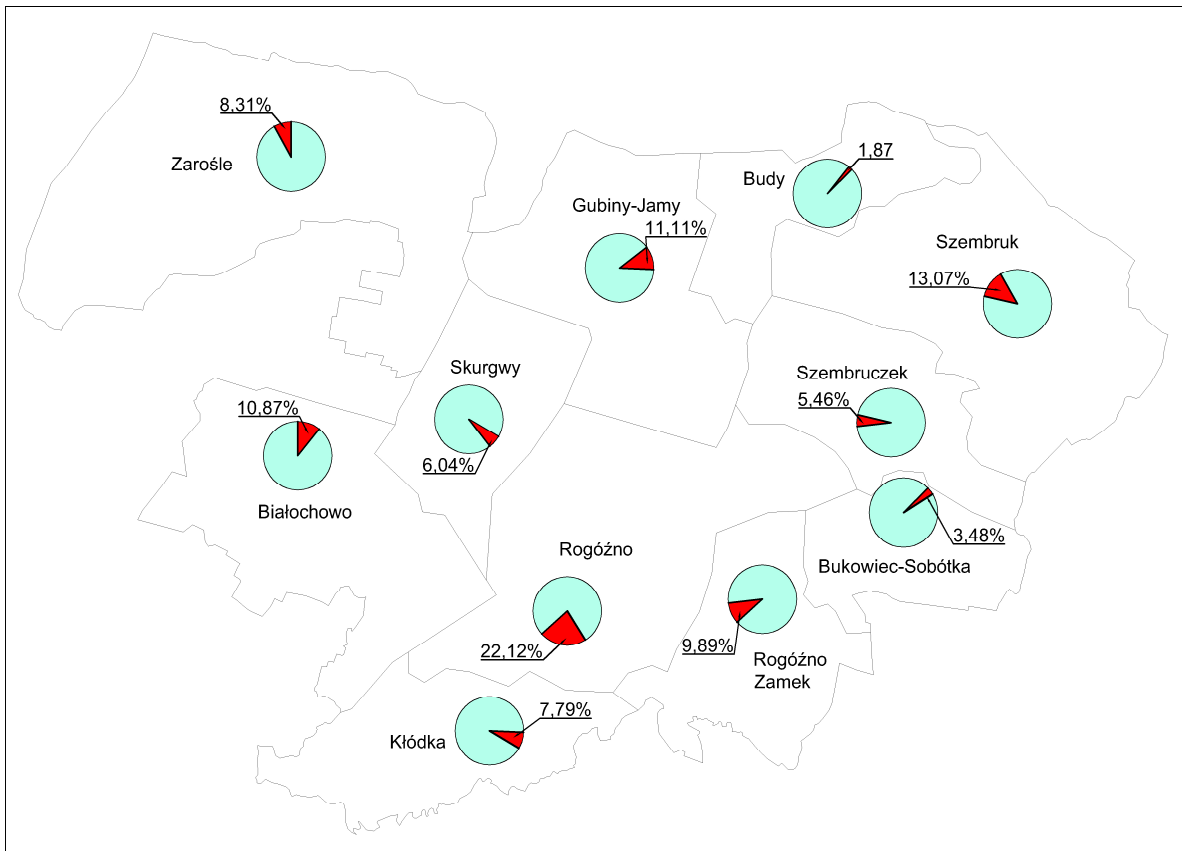 8,31%
Zarośle
1,87
Budy
Gubiny-Jamy
11,11%
Szembruk
13,07%
Skurgwy
6,04%
Szembruczek
5,46%
10,87%
Białochowo
3,48%
Bukowiec-Sobótka
Rogóźno
22,12%
9,89%
Rogóźno
Zamek
7,79%
Kłódka